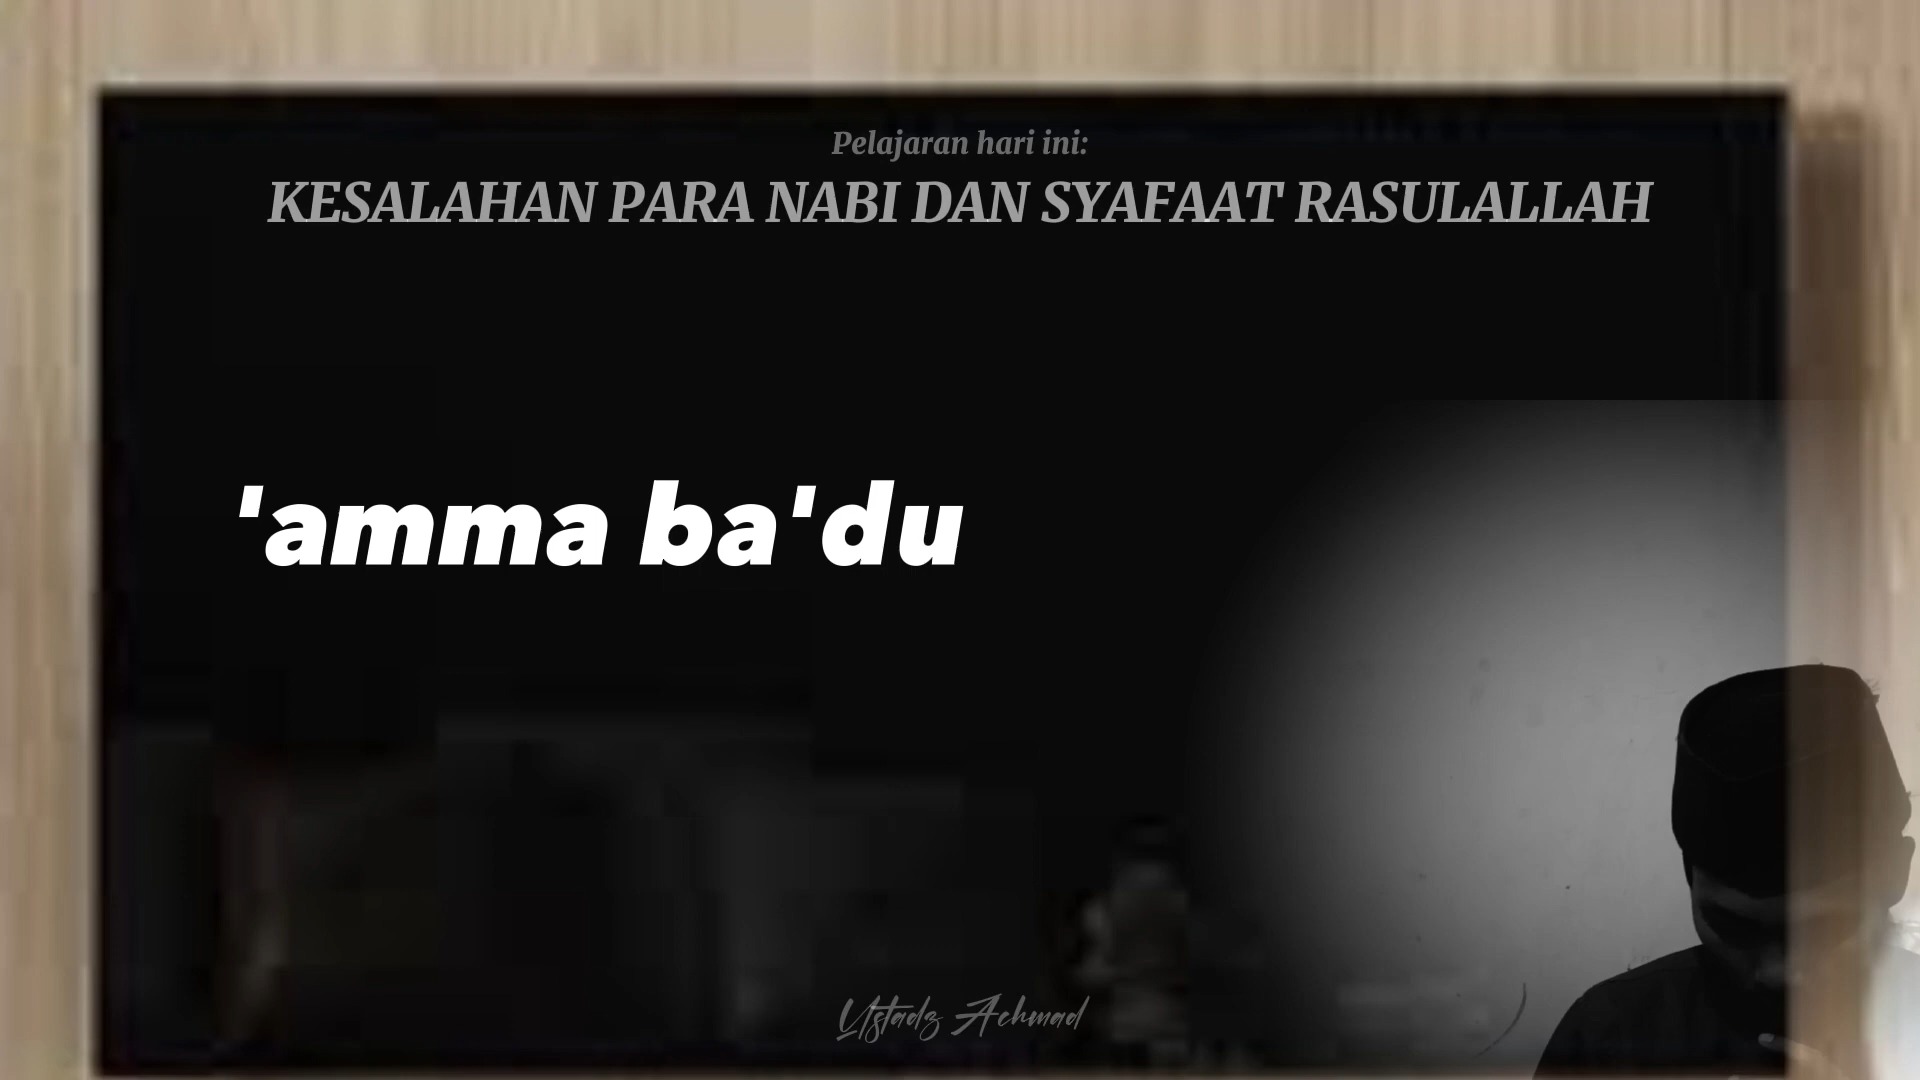 Pelajaran hari ini:
KESALAHAN PARA NABI DAN SYAFAAT RASULALLAH
'amma ba'du
Ustadz Achmad